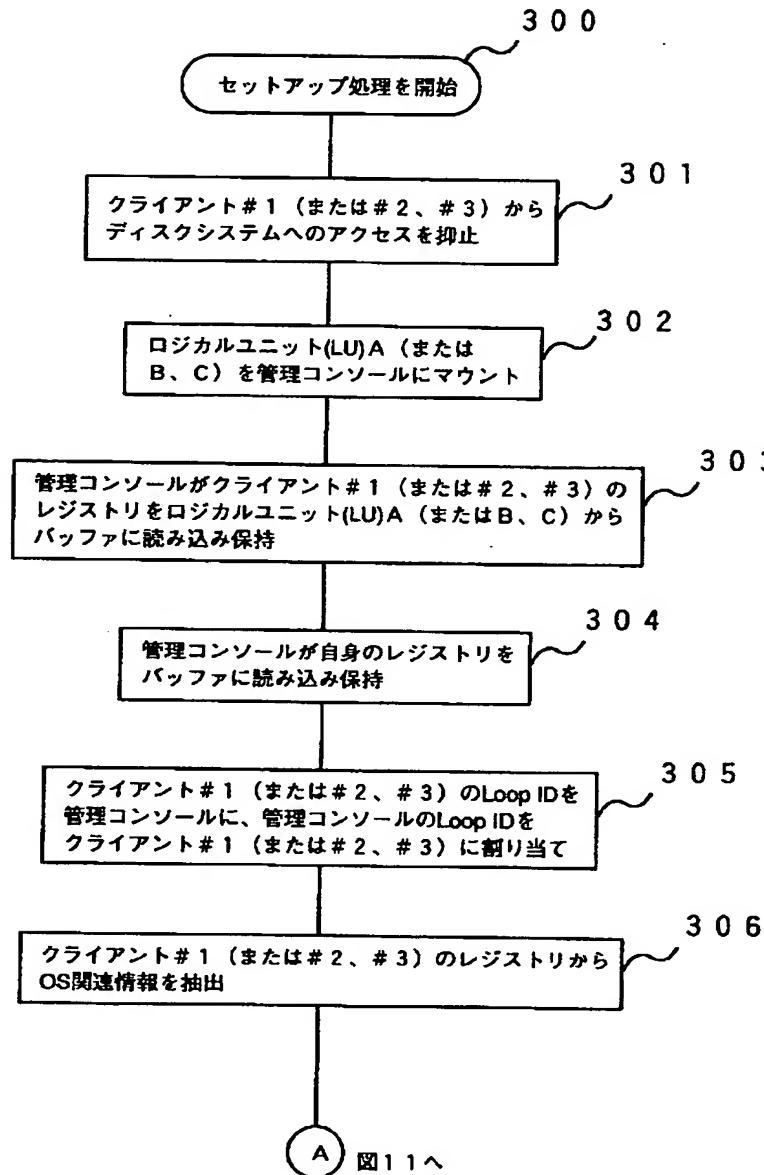 300
セットアップ処理を開始
301
クライアント#1（または#2、#3）から
ディスクシステムへのアクセスを抑止
302
ロジカルユニット(LU)A（または
B、C）を管理コンソールにマウント
303
管理コンソールがクライアント#1（または#2、#3）の
レジストリをロジカルユニット(LU)A（またはB、C）から
バッファに読み込み保持
304
管理コンソールが自身のレジストリを
バッファに読み込み保持
305
クライアント#1（または#2、#3）のLoop IDを
管理コンソールに、管理コンソールのLoop IDを
クライアント#1（または#2、#3）に割り当て
306
クライアント#1（または#2、#3）のレジストリから
OS関連情報を抽出
A 図11へ